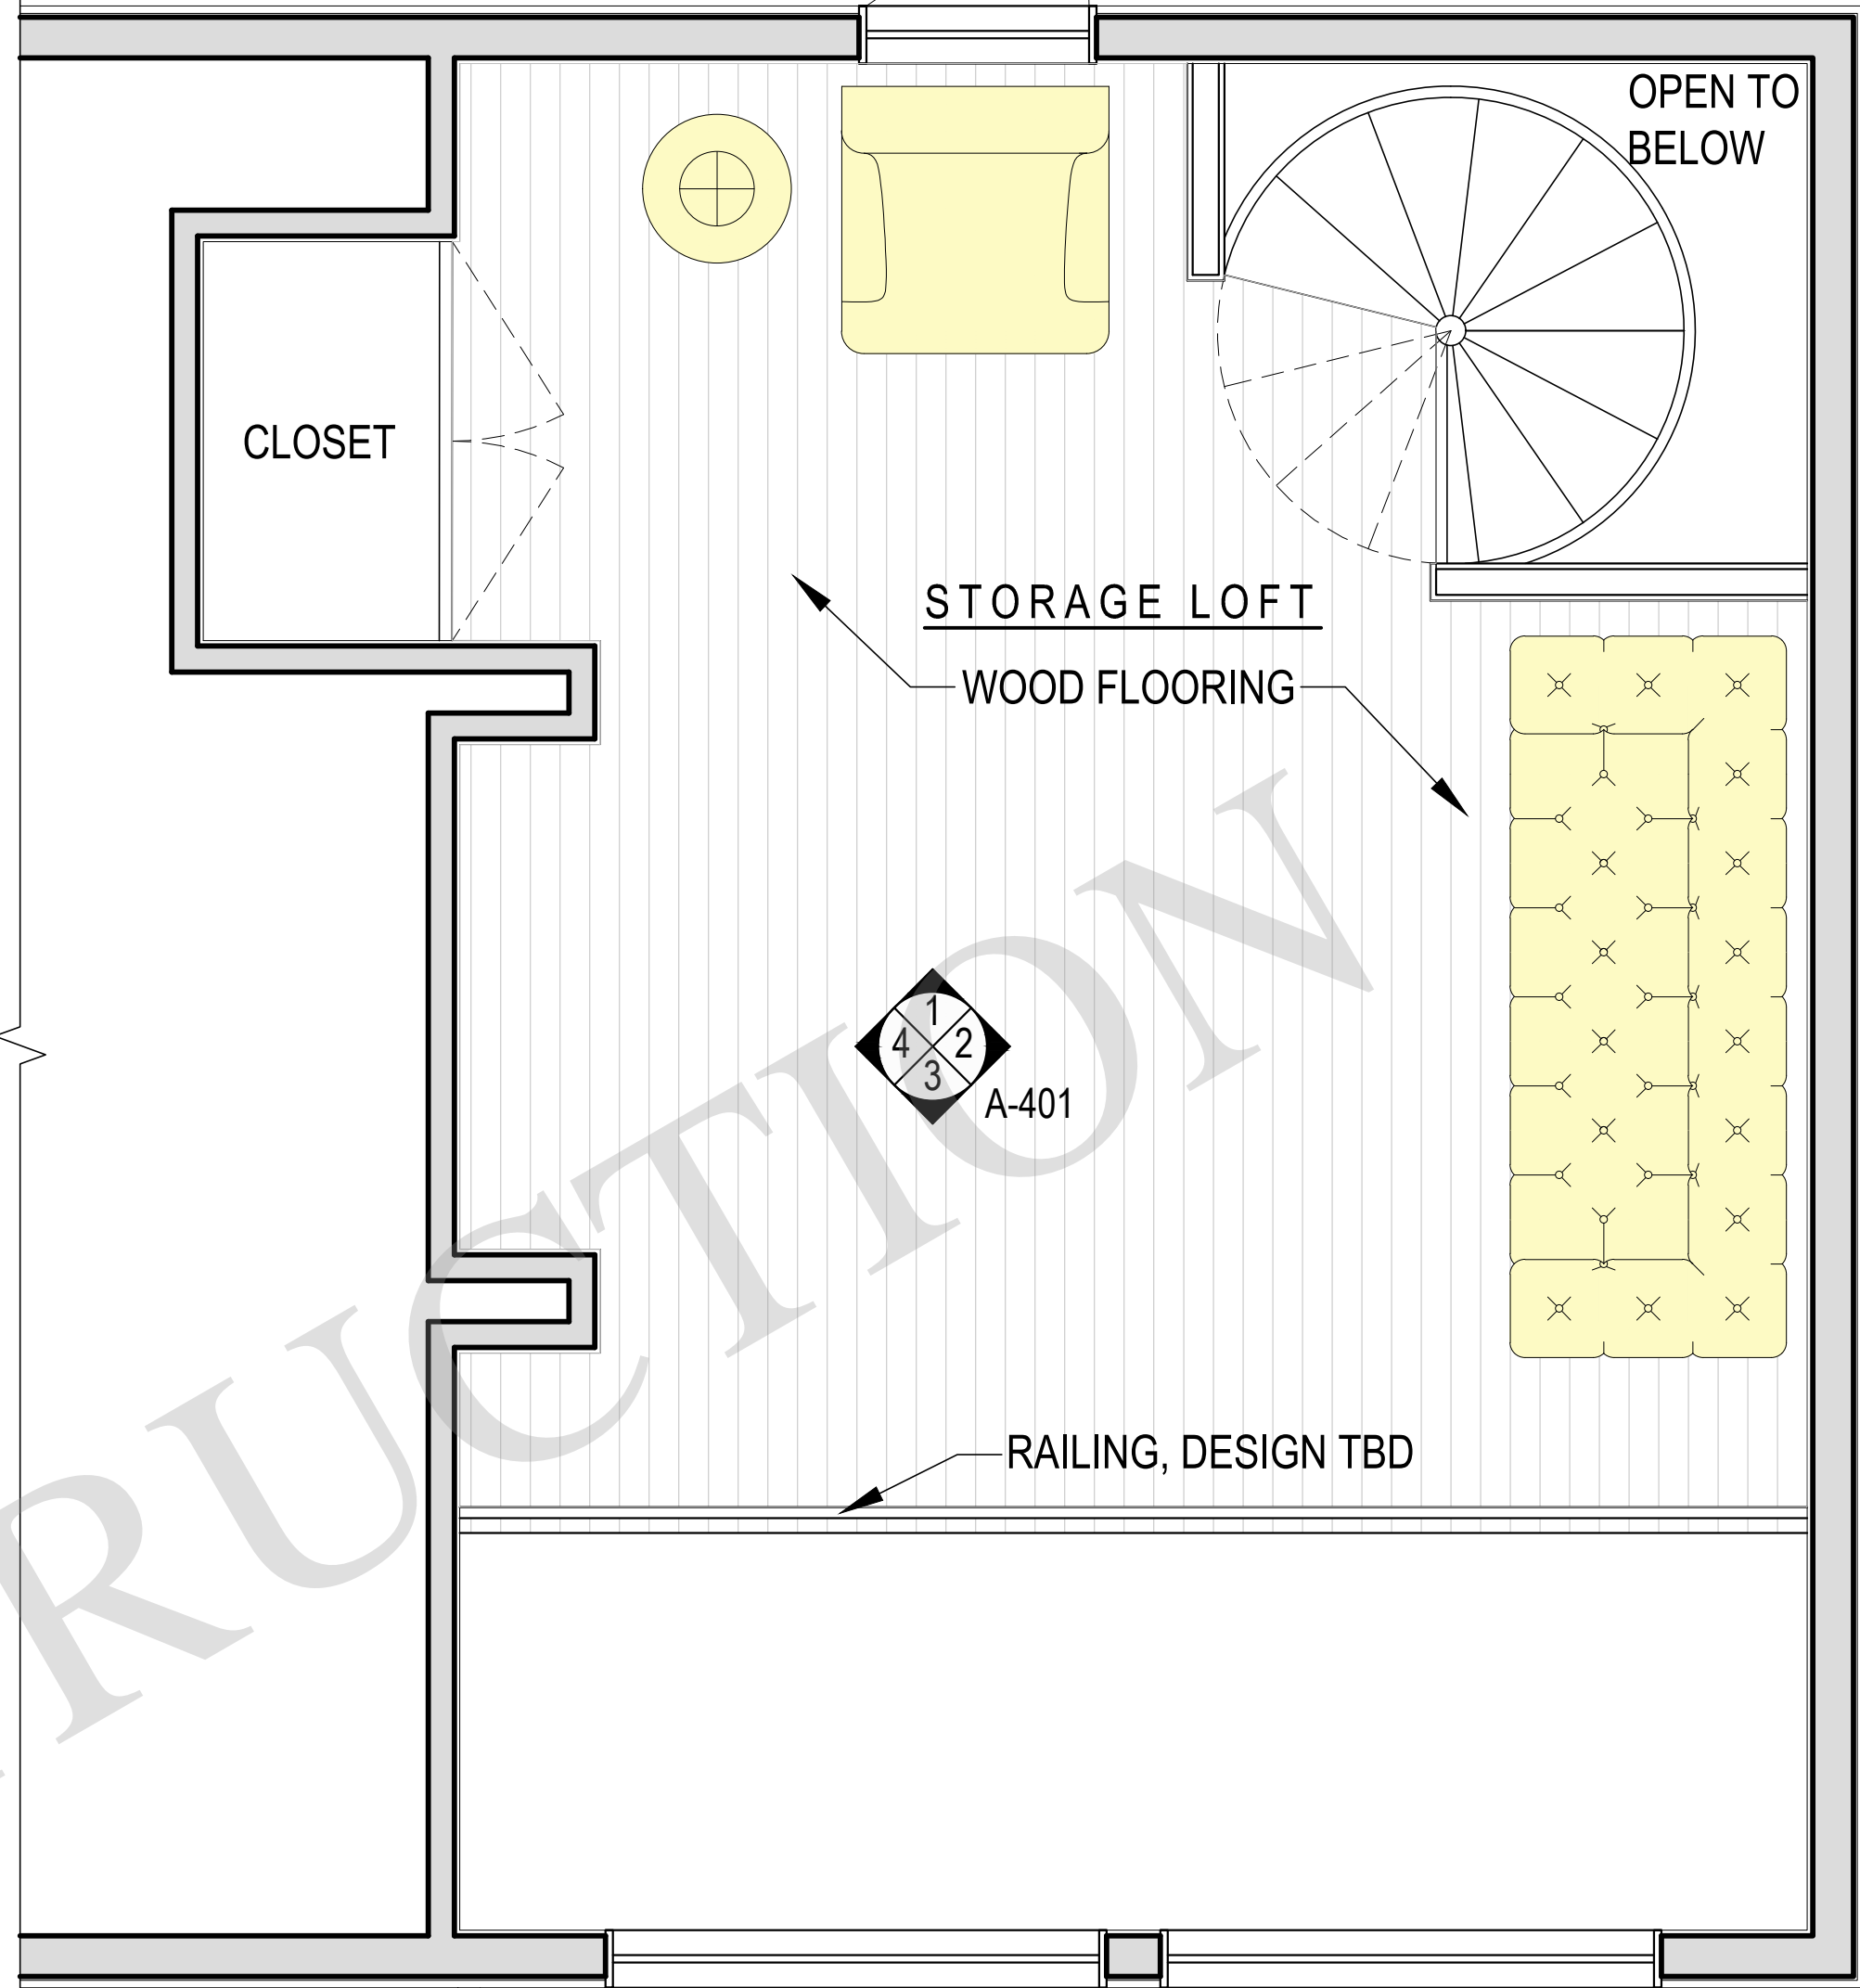 OPEN TO
BELOW
CLOSET
STORAGE LOFT
WOOD FLOORING
1
4 2
3
A-401
RAILING, DESIGN TBD
RUCTION